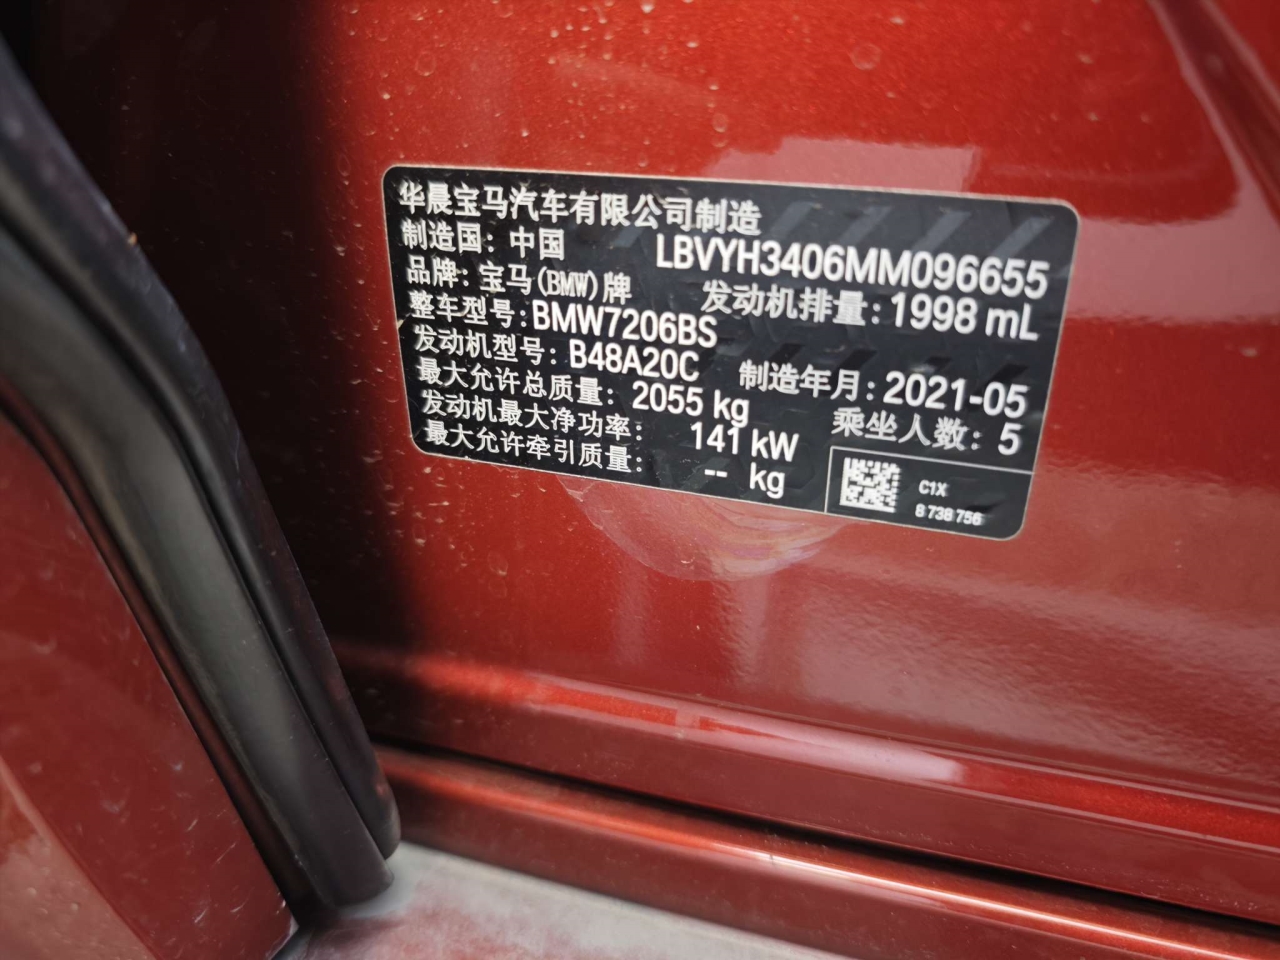 华晨宝马汽车有限公司制造
制造国：中国 LBVYH3406MM096655
品牌：宝马(BMW)牌 发动机排量：1998 mL
整车型号：BMW7206BS
发动机型号：B48A20C 制造年月：2021-05
最大允许总质量：2055 kg 乘坐人数：5
发动机最大净功率：141 kW
最大允许牵引质量：-- kg
C1X
8 738 756